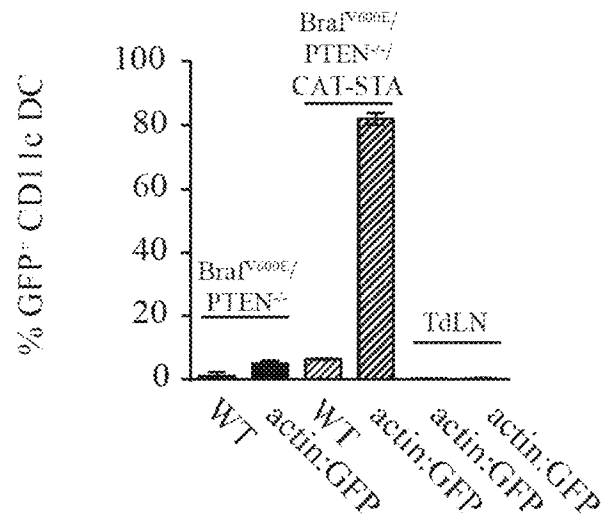 Braf^V600E/
PTEN^-/-/
CAT-STA
% GFP⁺ CD11c DC
100
80
60
40
20
0
Braf^V600E/
PTEN^-/-
TdLN
WT
actin:GFP
WT
actin:GFP
actin:GFP
actin:GFP